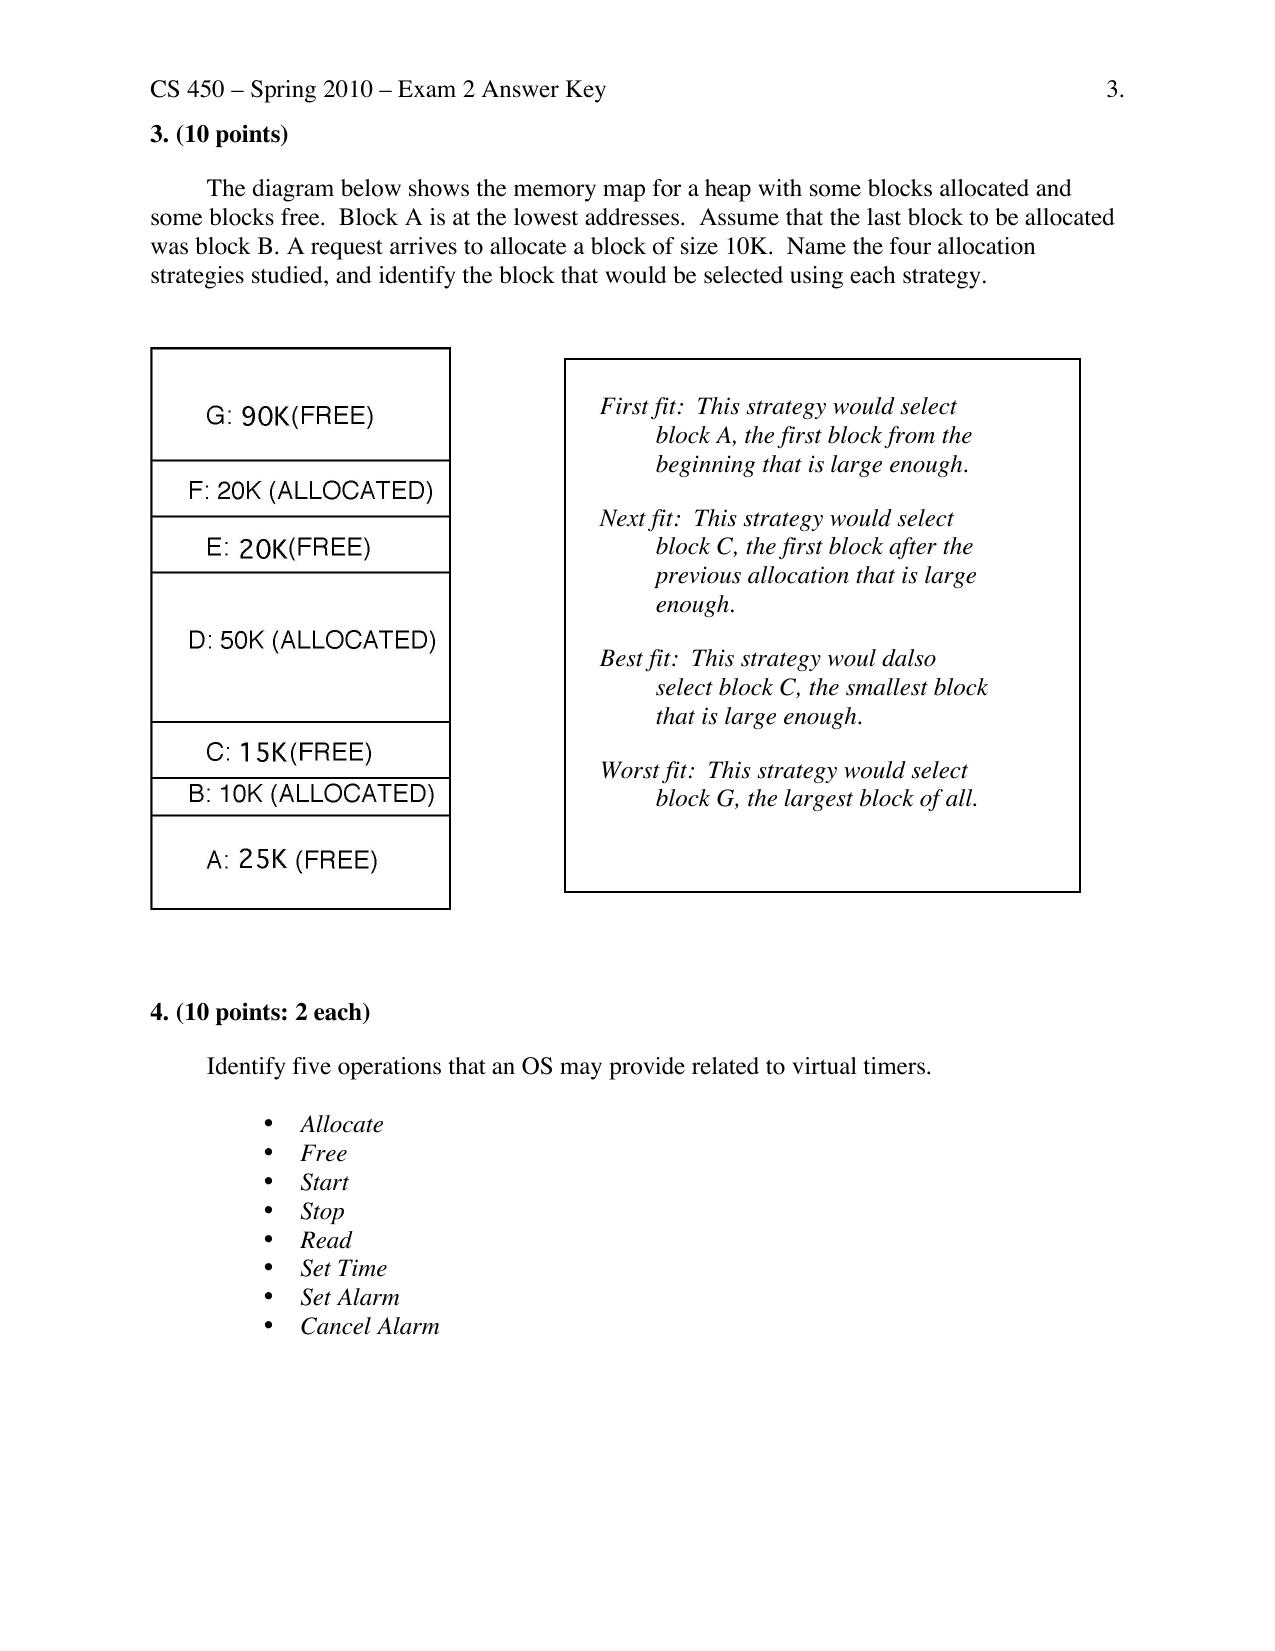 CS 450 – Spring 2010 – Exam 2 Answer Key 3.
3. (10 points)
The diagram below shows the memory map for a heap with some blocks allocated and
some blocks free. Block A is at the lowest addresses. Assume that the last block to be allocated
was block B. A request arrives to allocate a block of size 10K. Name the four allocation
strategies studied, and identify the block that would be selected using each strategy.
G: 90K(FREE)
F: 20K (ALLOCATED)
E: 20K(FREE)
D: 50K (ALLOCATED)
C: 15K(FREE)
B: 10K (ALLOCATED)
A: 25K (FREE)
First fit: This strategy would select
block A, the first block from the
beginning that is large enough.
Next fit: This strategy would select
block C, the first block after the
previous allocation that is large
enough.
Best fit: This strategy woul dalso
select block C, the smallest block
that is large enough.
Worst fit: This strategy would select
block G, the largest block of all.
4. (10 points: 2 each)
Identify five operations that an OS may provide related to virtual timers.
• Allocate
• Free
• Start
• Stop
• Read
• Set Time
• Set Alarm
• Cancel Alarm